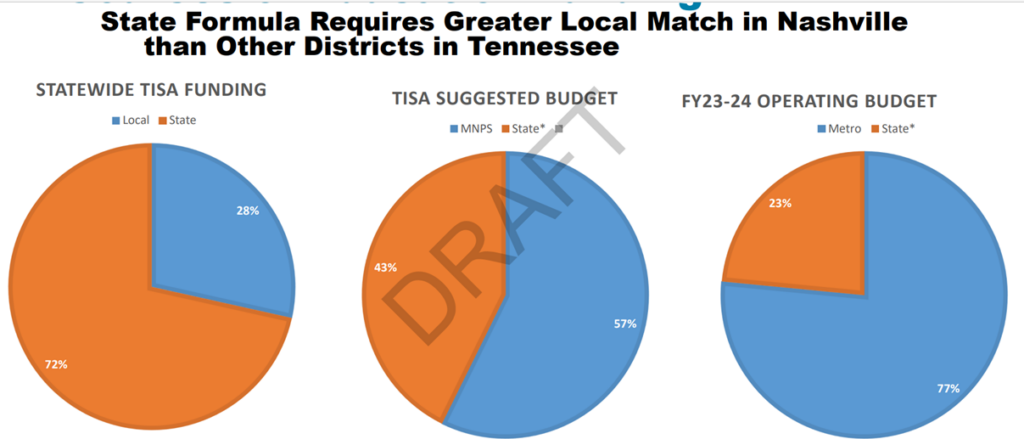 State Formula Requires Greater Local Match in Nashville
than Other Districts in Tennessee
STATEWIDE TISA FUNDING
Local State
28%
72%
TISA SUGGESTED BUDGET
MNPS State*
43%
57%
FY23-24 OPERATING BUDGET
Metro State*
23%
77%
DRAFT